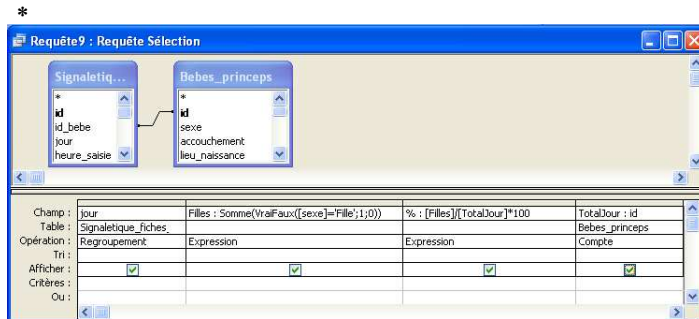 *
Requête9 : Requête Sélection
Signaletiq...
*
id
id_bebe
jour
heure_saisie
Bebes_princeps
*
id
sexe
accouchement
lieu_naissance
Champ : jour Filles : Somme(VraiFaux([sexe]='Fille';1;0)) % : [Filles]/[TotalJour]*100 TotalJour : id
Table : Signaletique_fiches_ Bebes_princeps
Opération : Regroupement Expression Expression Compte
Tri :
Afficher :
Critères :
Ou :